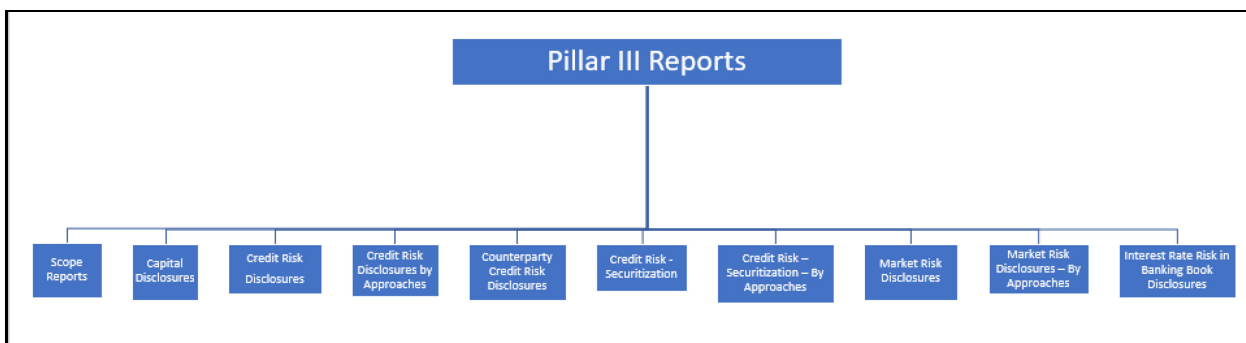 Pillar III Reports
Scope
Reports
Capital
Disclosures
Credit Risk
Disclosures
Credit Risk
Disclosures by
Approaches
Counterparty
Credit Risk
Disclosures
Credit Risk -
Securitization
Credit Risk –
Securitization – By
Approaches
Market Risk
Disclosures
Market Risk
Disclosures – By
Approaches
Interest Rate Risk in
Banking Book
Disclosures